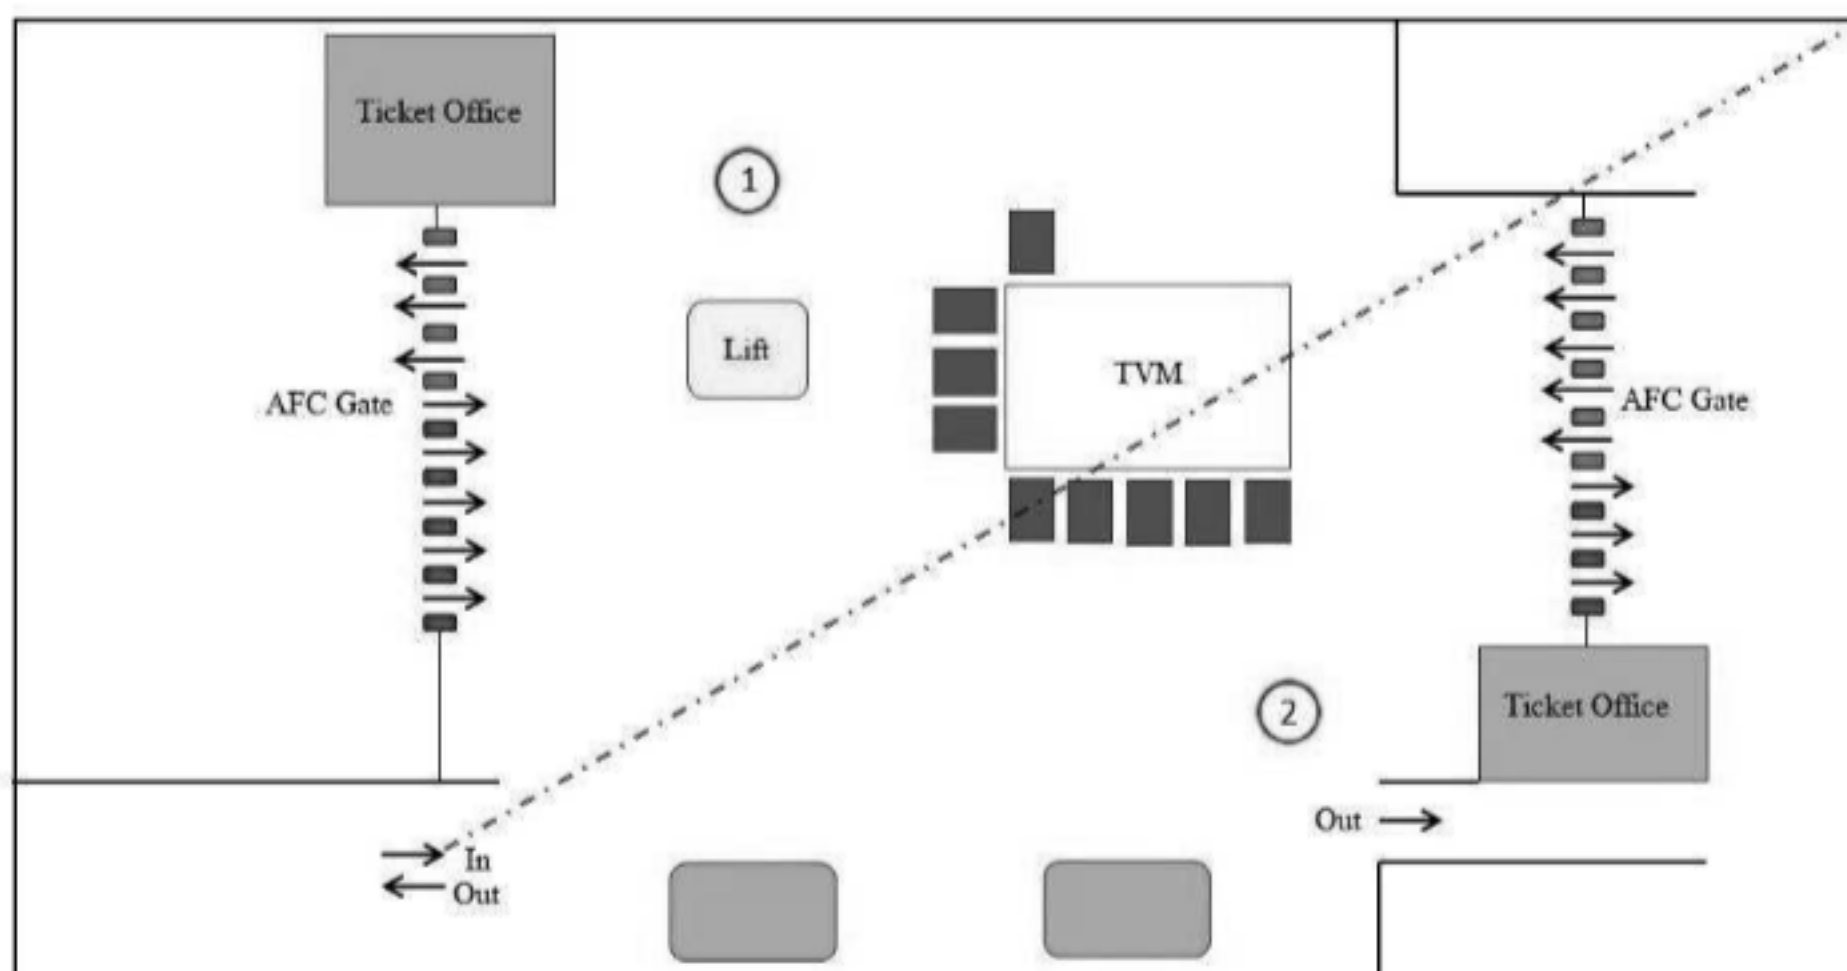 Ticket Office
1
Lift
TVM
AFC Gate
AFC Gate
2
Ticket Office
Out
In
Out